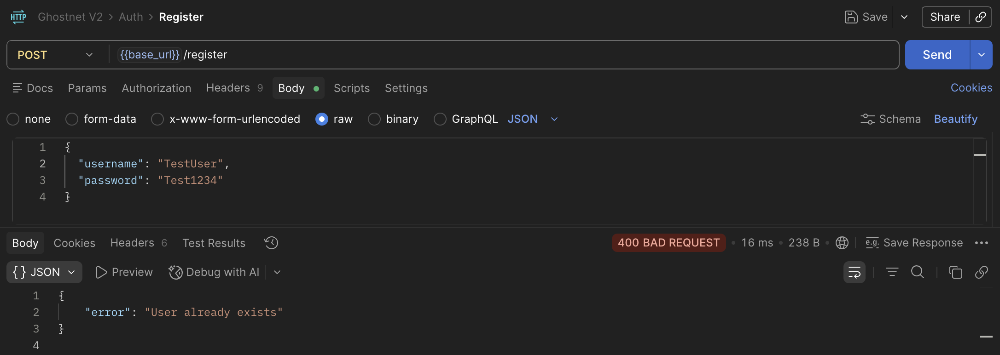 HTTP Ghostnet V2 > Auth > Register Save Share
POST {{base_url}} /register Send
Docs Params Authorization Headers 9 Body Scripts Settings Cookies
none form-data x-www-form-urlencoded raw binary GraphQL JSON Schema Beautify
1 {
2 "username": "TestUser",
3 "password": "Test1234"
4 }
Body Cookies Headers 6 Test Results 400 BAD REQUEST • 16 ms • 238 B • e.g. Save Response
{} JSON Preview Debug with AI
1 {
2 "error": "User already exists"
3 }
4